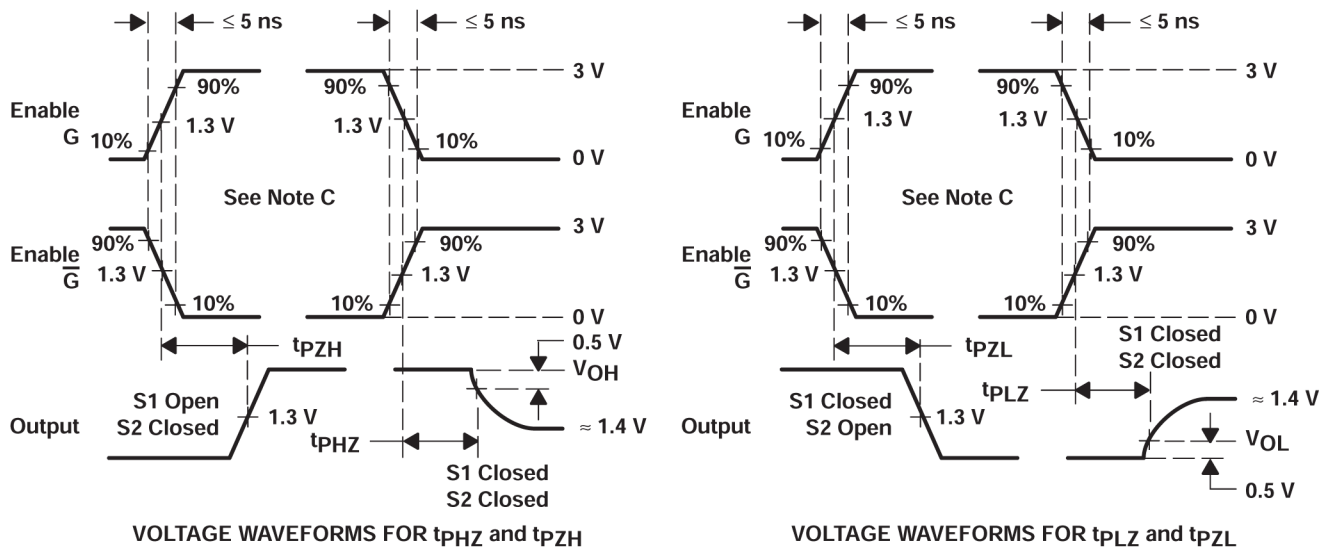 ≤ 5 ns
≤ 5 ns
Enable
G
10%
90%
1.3 V
90%
1.3 V
10%
3 V
0 V
See Note C
Enable
G̅
90%
1.3 V
10%
10%
90%
1.3 V
3 V
0 V
tPZH
0.5 V
VOH
Output
S1 Open
S2 Closed
1.3 V
tPHZ
≈ 1.4 V
S1 Closed
S2 Closed
VOLTAGE WAVEFORMS FOR tPHZ and tPZH
≤ 5 ns
≤ 5 ns
Enable
G
10%
90%
1.3 V
90%
1.3 V
10%
3 V
0 V
See Note C
Enable
G̅
90%
1.3 V
10%
10%
90%
1.3 V
3 V
0 V
tPZL
S1 Closed
S2 Closed
tPLZ
Output
S1 Closed
S2 Open
1.3 V
≈ 1.4 V
VOL
0.5 V
VOLTAGE WAVEFORMS FOR tPLZ and tPZL